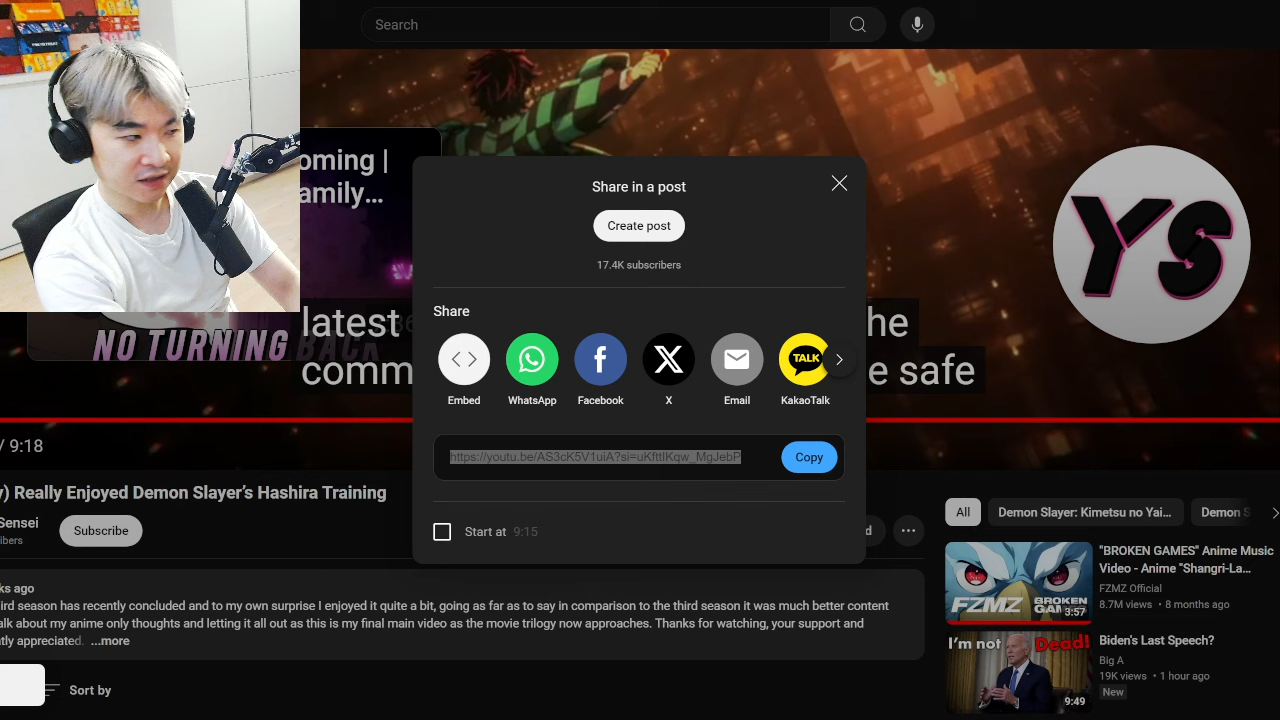 Search
oming |
amily…
NO TURNING BACK
latest
he
comm
e safe
YS
Share in a post
Create post
17.4K subscribers
Share
TALK
Embed
WhatsApp
Facebook
X
Email
KakaoTalk
https://youtu.be/AS3cK5V1uiA?si=uKfttIKqw_MgJebP
Copy
Start at 9:15
/ 9:18
) Really Enjoyed Demon Slayer's Hashira Training
Sensei
ibers
Subscribe
d
ks ago
ird season has recently concluded and to my own surprise I enjoyed it quite a bit, going as far as to say in comparison to the third season it was much better content
alk about my anime only thoughts and letting it all out as this is my final main video as the movie trilogy now approaches. Thanks for watching, your support and
tly appreciated. ...more
Sort by
All
Demon Slayer: Kimetsu no Yai...
Demon S
"BROKEN GAMES" Anime Music
Video - Anime "Shangri-La...
FZMZ Official
8.7M views • 8 months ago
FZMZ
BROKEN
GAM
3:57
Biden's Last Speech?
Big A
19K views • 1 hour ago
New
I'm not Dead!
9:49